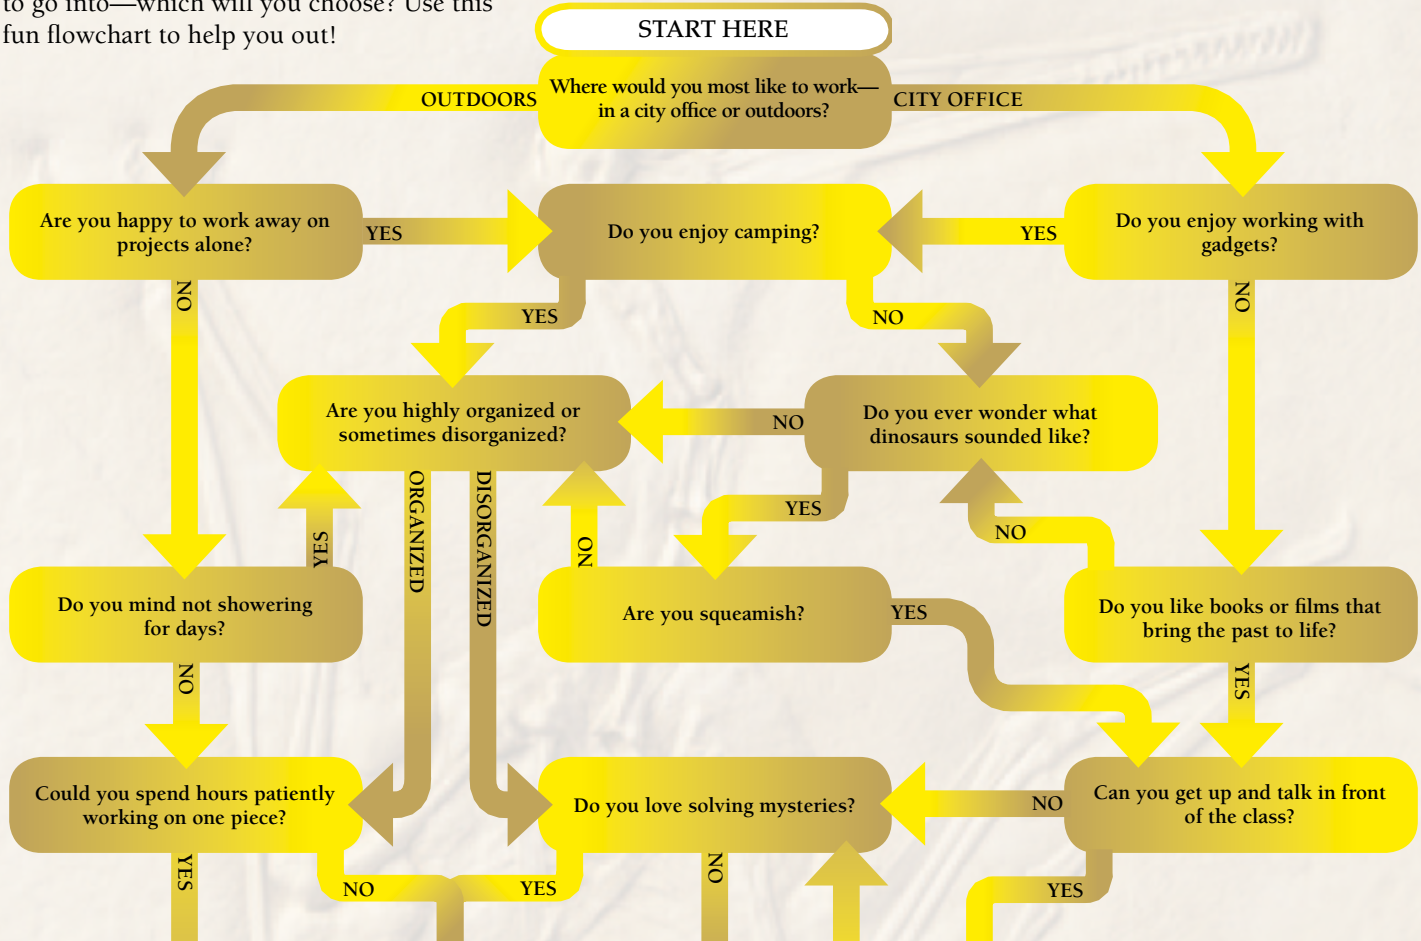 to go into—which will you choose? Use this
fun flowchart to help you out!
START HERE
Where would you most like to work—
in a city office or outdoors?
OUTDOORS
CITY OFFICE
Are you happy to work away on
projects alone?
YES
Do you enjoy camping?
YES
Do you enjoy working with
gadgets?
NO
YES
NO
NO
Are you highly organized or
sometimes disorganized?
NO
Do you ever wonder what
dinosaurs sounded like?
ORGANIZED
DISORGANIZED
YES
NO
YES
NO
Do you mind not showering
for days?
Are you squeamish?
YES
Do you like books or films that
bring the past to life?
NO
YES
Could you spend hours patiently
working on one piece?
Do you love solving mysteries?
NO
Can you get up and talk in front
of the class?
YES
NO
YES
NO
YES